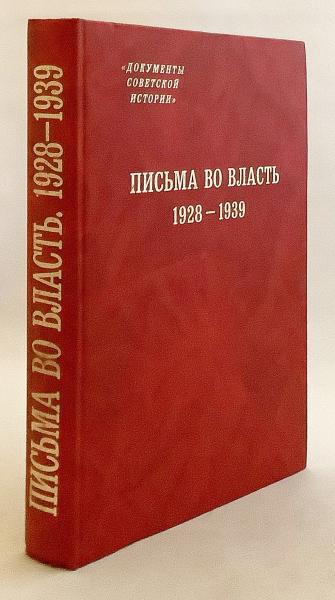 «ДОКУМЕНТЫ
СОВЕТСКОЙ
ИСТОРИИ»
ПИСЬМА ВО ВЛАСТЬ
1928 – 1939
ПИСЬМА ВО ВЛАСТЬ. 1928–1939